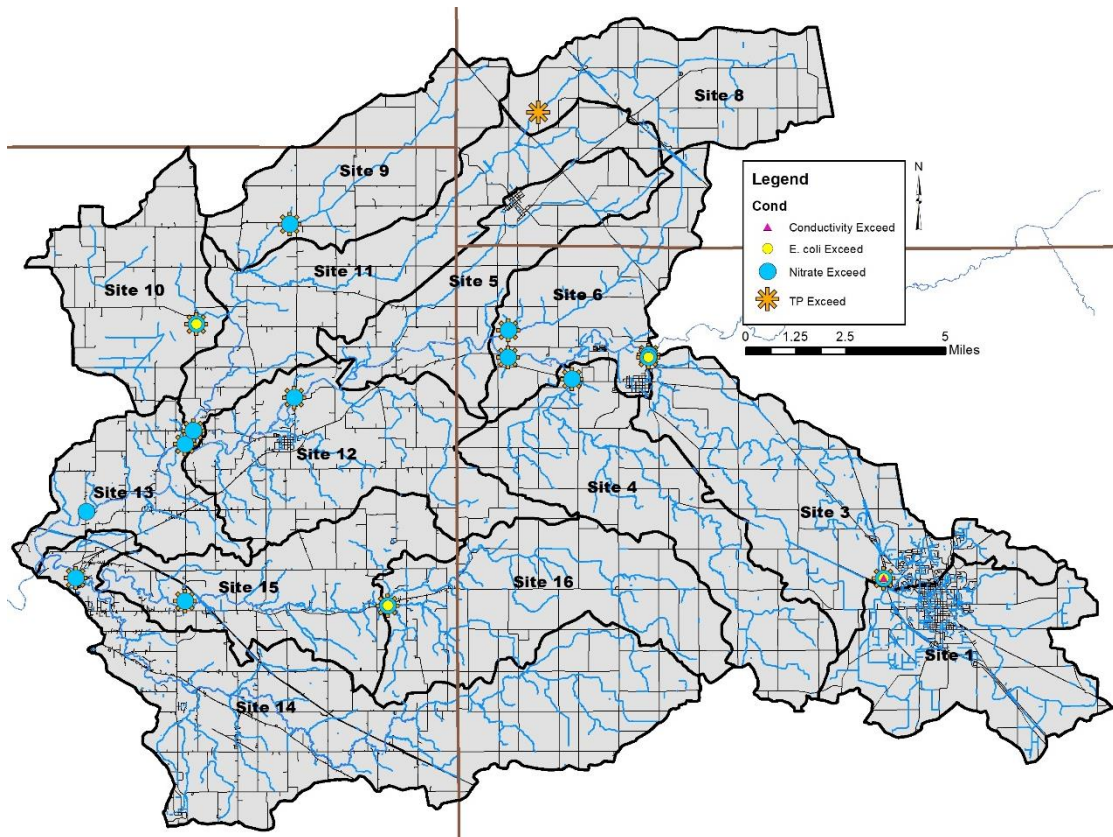 Site 8
Legend
N
Cond
Site 9
Conductivity Exceed
E. coli Exceed
Site 11
Nitrate Exceed
Site 10
Site 5
Site 6
TP Exceed
0 1.25 2.5 5
Miles
Site 12
Site 4
Site 13
Site 3
Site 15
Site 16
Site 1
Site 14